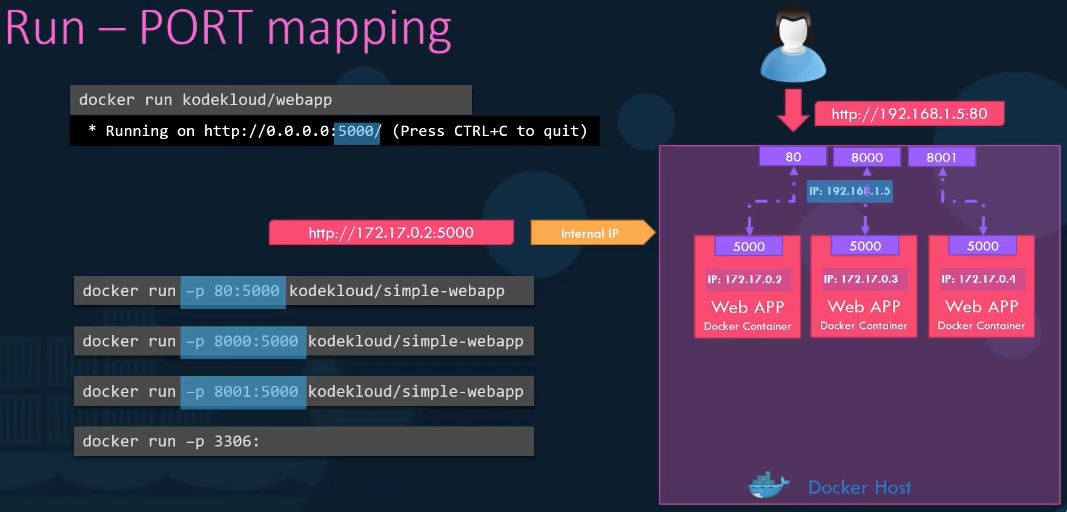 Run – PORT mapping
docker run kodekloud/webapp
* Running on http://0.0.0.0:5000/ (Press CTRL+C to quit)
http://192.168.1.5:80
80
8000
8001
IP: 192.168.1.5
http://172.17.0.2:5000
Internal IP
5000
5000
5000
IP: 172.17.0.2
IP: 172.17.0.3
IP: 172.17.0.4
Web APP
Web APP
Web APP
Docker Container
Docker Container
Docker Container
docker run –p 80:5000 kodekloud/simple-webapp
docker run –p 8000:5000 kodekloud/simple-webapp
docker run –p 8001:5000 kodekloud/simple-webapp
docker run –p 3306:
Docker Host